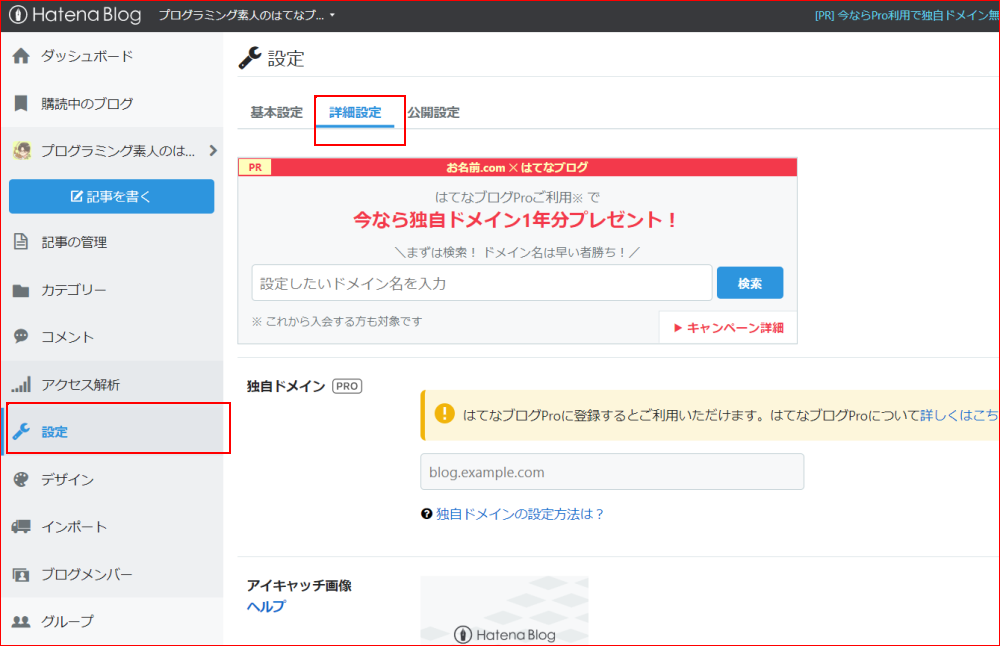 Hatena Blog プログラミング素人のはてなブ...
[PR] 今ならPro利用で独自ドメイン無
ダッシュボード
購読中のブログ
プログラミング素人のは...
記事を書く
記事の管理
カテゴリー
コメント
アクセス解析
設定
デザイン
インポート
ブログメンバー
グループ
設定
基本設定 詳細設定 公開設定
PR お名前.com × はてなブログ
はてなブログProご利用※ で
今なら独自ドメイン1年分プレゼント！
＼まずは検索！ ドメイン名は早い者勝ち！／
設定したいドメイン名を入力 検索
※ これから入会する方も対象です
▶ キャンペーン詳細
独自ドメイン PRO
はてなブログProに登録するとご利用いただけます。はてなブログProについて詳しくはこち
blog.example.com
独自ドメインの設定方法は？
アイキャッチ画像
ヘルプ
Hatena Blog